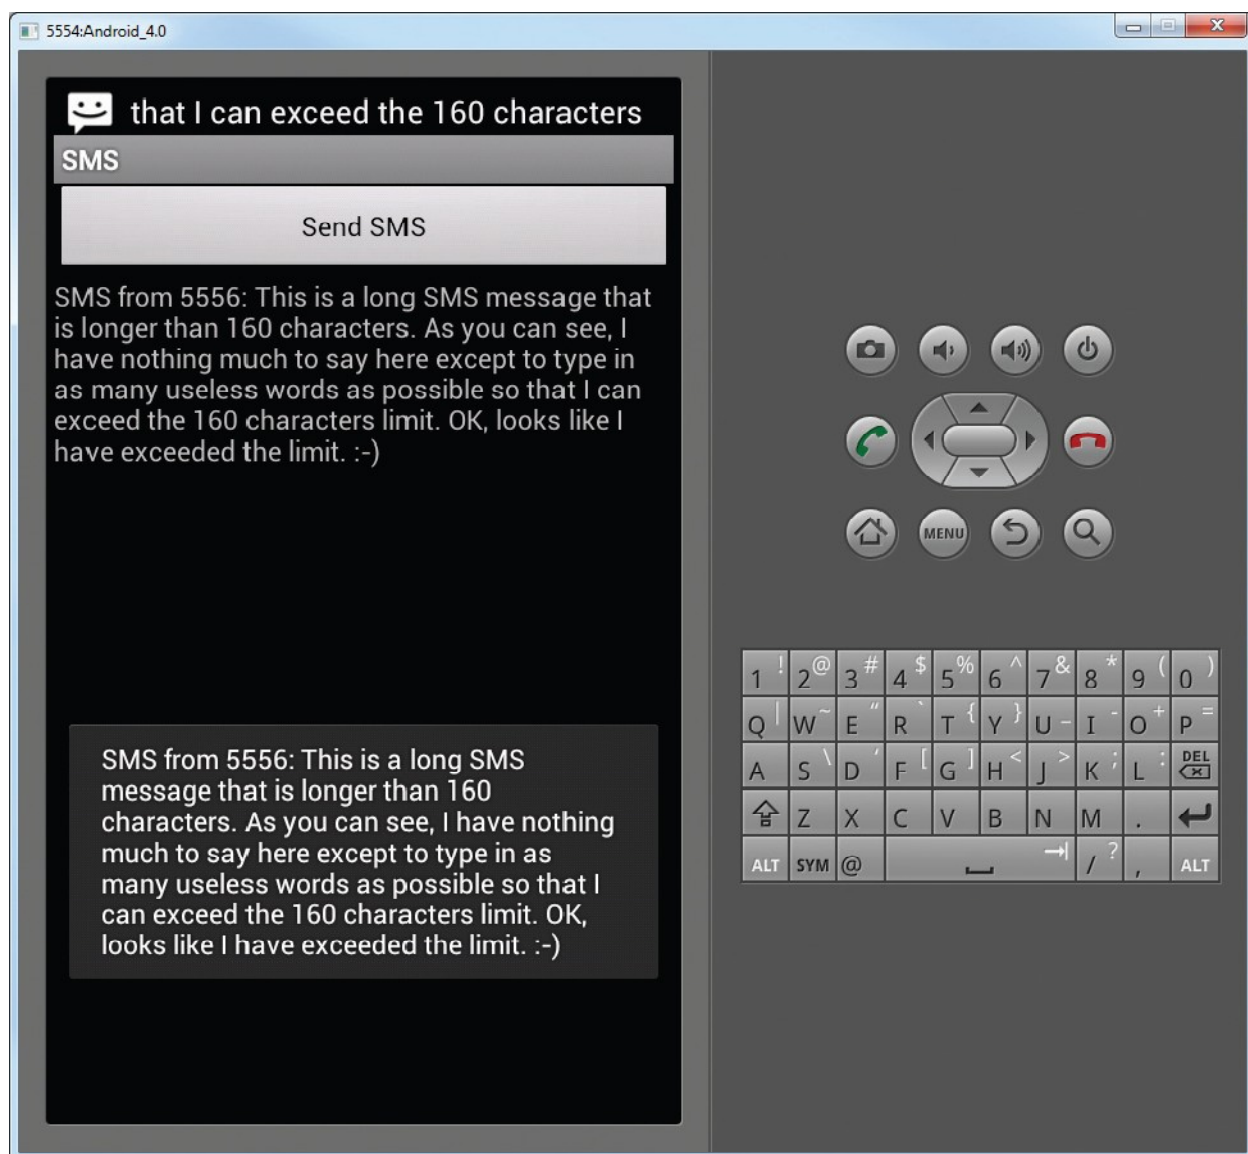 5554:Android_4.0
that I can exceed the 160 characters
SMS
Send SMS
SMS from 5556: This is a long SMS message that
is longer than 160 characters. As you can see, I
have nothing much to say here except to type in
as many useless words as possible so that I can
exceed the 160 characters limit. OK, looks like I
have exceeded the limit. :-)
SMS from 5556: This is a long SMS
message that is longer than 160
characters. As you can see, I have nothing
much to say here except to type in as
many useless words as possible so that I
can exceed the 160 characters limit. OK,
looks like I have exceeded the limit. :-)
MENU
1 ! 2 @ 3 # 4 $ 5 % 6 ^ 7 & 8 * 9 ( 0 )
Q | W ~ E " R ` T { Y } U _ I - O + P =
A S \ D ' F [ G ] H < J > K ; L : DEL
Z X C V B N M .
ALT SYM @ / ? , ALT